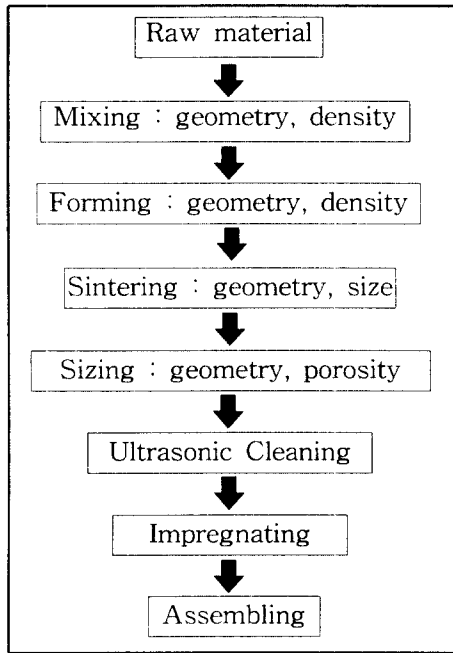 Raw material
Mixing : geometry, density
Forming : geometry, density
Sintering : geometry, size
Sizing : geometry, porosity
Ultrasonic Cleaning
Impregnating
Assembling